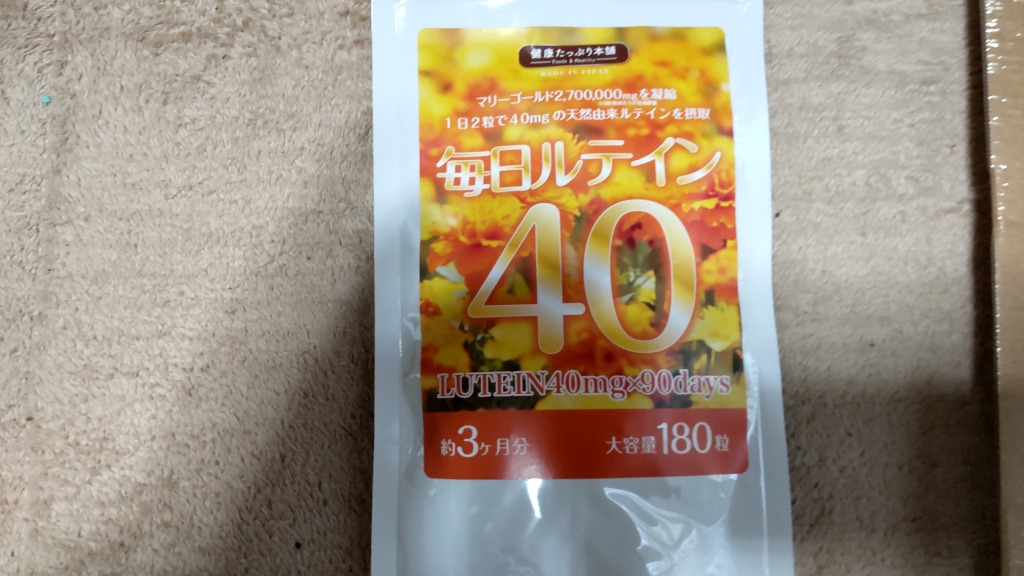 健康たっぷり本舗
Foods & Healthy
MADE IN JAPAN
マリーゴールド2,700,000mgを凝縮
1日2粒で40mgの天然由来ルテインを摂取
毎日ルテイン
40
LUTEIN40mg×90days
約3ヶ月分
大容量180粒